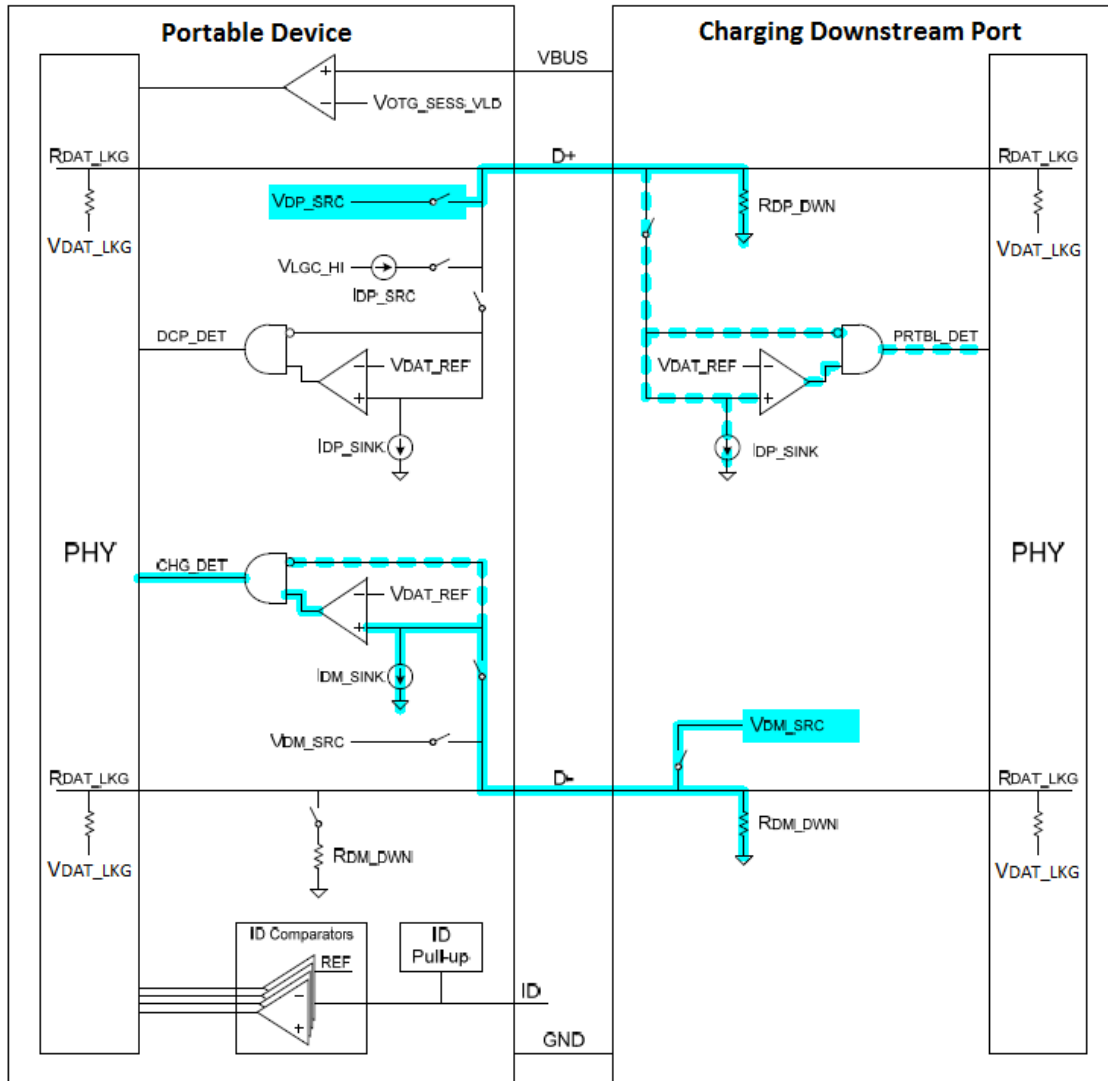 Portable Device
Charging Downstream Port
VBUS
+
−
VOTG_SESS_VLD
RDAT_LKG
D+
RDAT_LKG
VDP_SRC
RDP_DWN
VDAT_LKG
VDAT_LKG
VLGC_HI
IDP_SRC
DCP_DET
PRTBL_DET
VDAT_REF
−
+
VDAT_REF
−
+
IDP_SINK
IDP_SINK
PHY
CHG_DET
PHY
VDAT_REF
−
+
IDM_SINK
VDM_SRC
VDM_SRC
RDAT_LKG
D-
RDAT_LKG
RDM_DWN
RDM_DWN
VDAT_LKG
VDAT_LKG
ID Comparators
REF
−
+
ID
Pull-up
ID
GND